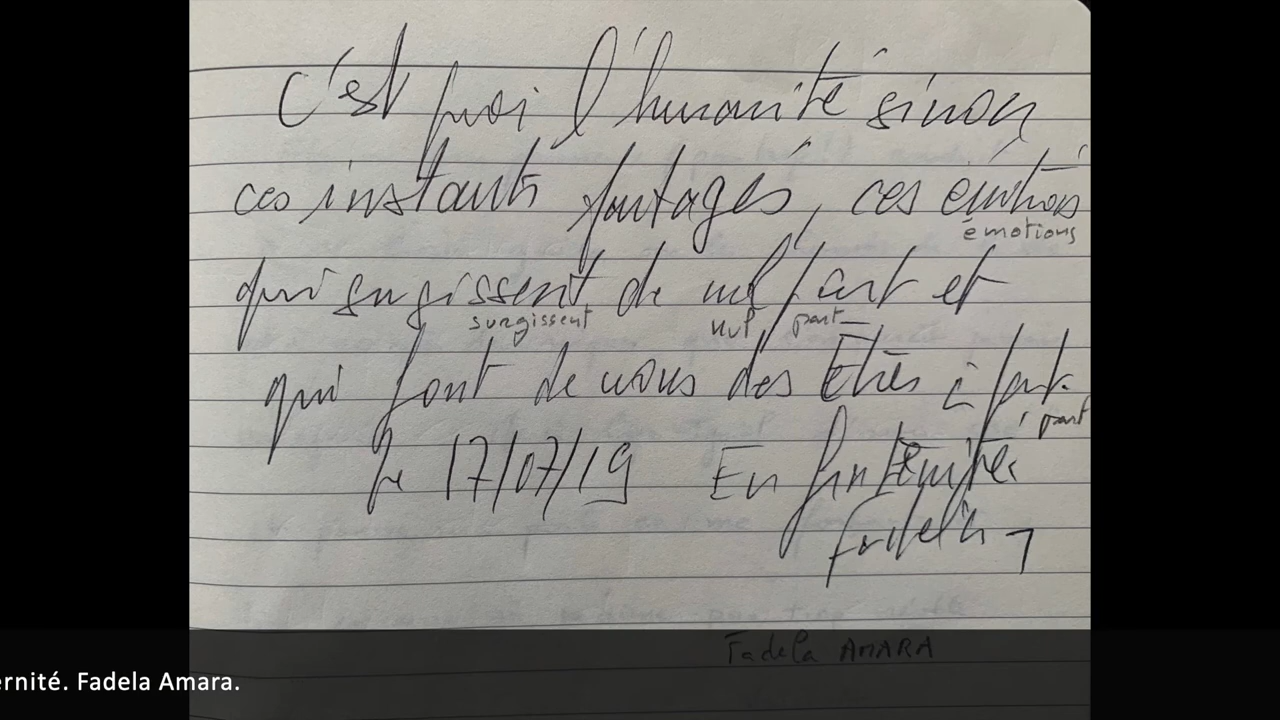 C'est quoi l'humanité sinon
ces instants partagés, ces émotions
émotions
qui surgissent de nul part et
surgissent nul part
qui font de nous des Êtres à part.
part
Le 17/07/19 En fraternité.
Fadela
Fadela AMARA
ernité. Fadela Amara.